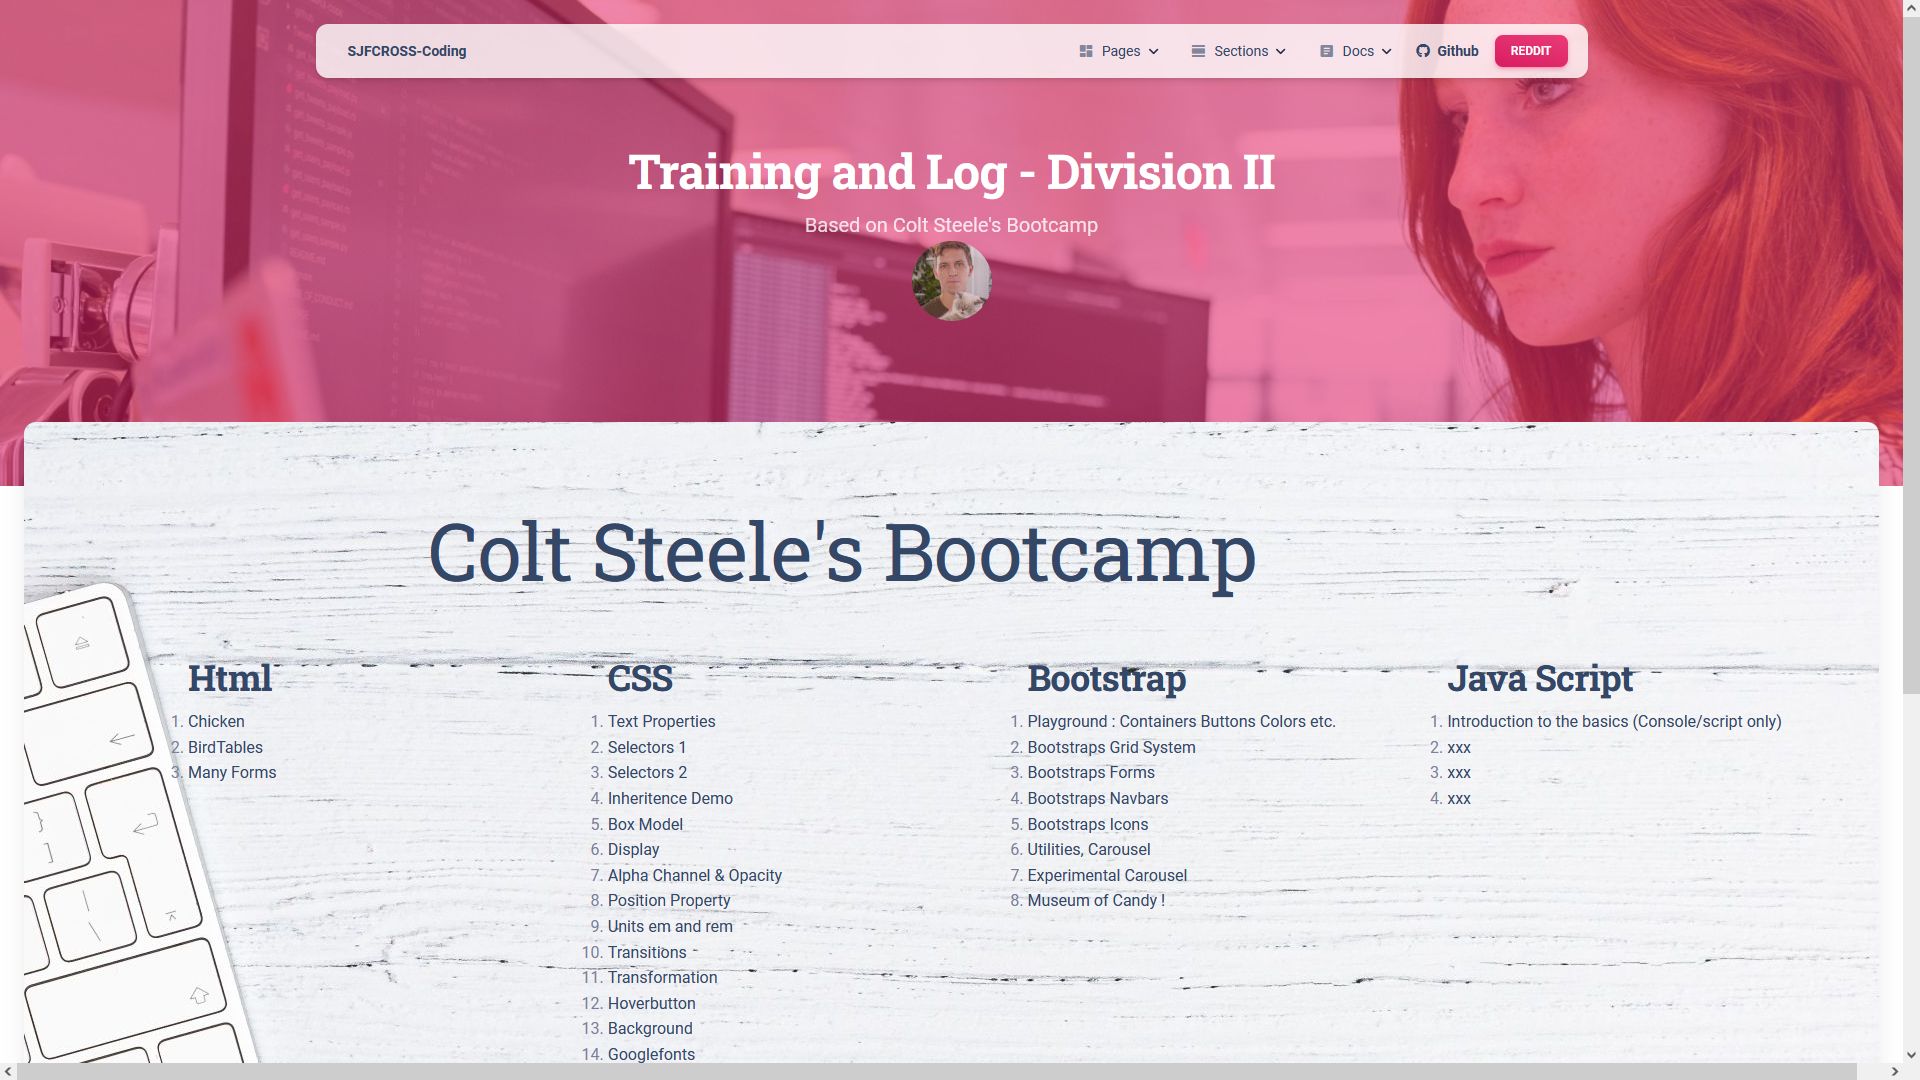 SJFCROSS-Coding
Pages
Sections
Docs
Github
REDDIT
Training and Log - Division II
Based on Colt Steele's Bootcamp
Colt Steele's Bootcamp
Html
1. Chicken
2. BirdTables
3. Many Forms
CSS
1. Text Properties
2. Selectors 1
3. Selectors 2
4. Inheritence Demo
5. Box Model
6. Display
7. Alpha Channel & Opacity
8. Position Property
9. Units em and rem
10. Transitions
11. Transformation
12. Hoverbutton
13. Background
14. Googlefonts
Bootstrap
1. Playground : Containers Buttons Colors etc.
2. Bootstraps Grid System
3. Bootstraps Forms
4. Bootstraps Navbars
5. Bootstraps Icons
6. Utilities, Carousel
7. Experimental Carousel
8. Museum of Candy !
Java Script
1. Introduction to the basics (Console/script only)
2. xxx
3. xxx
4. xxx